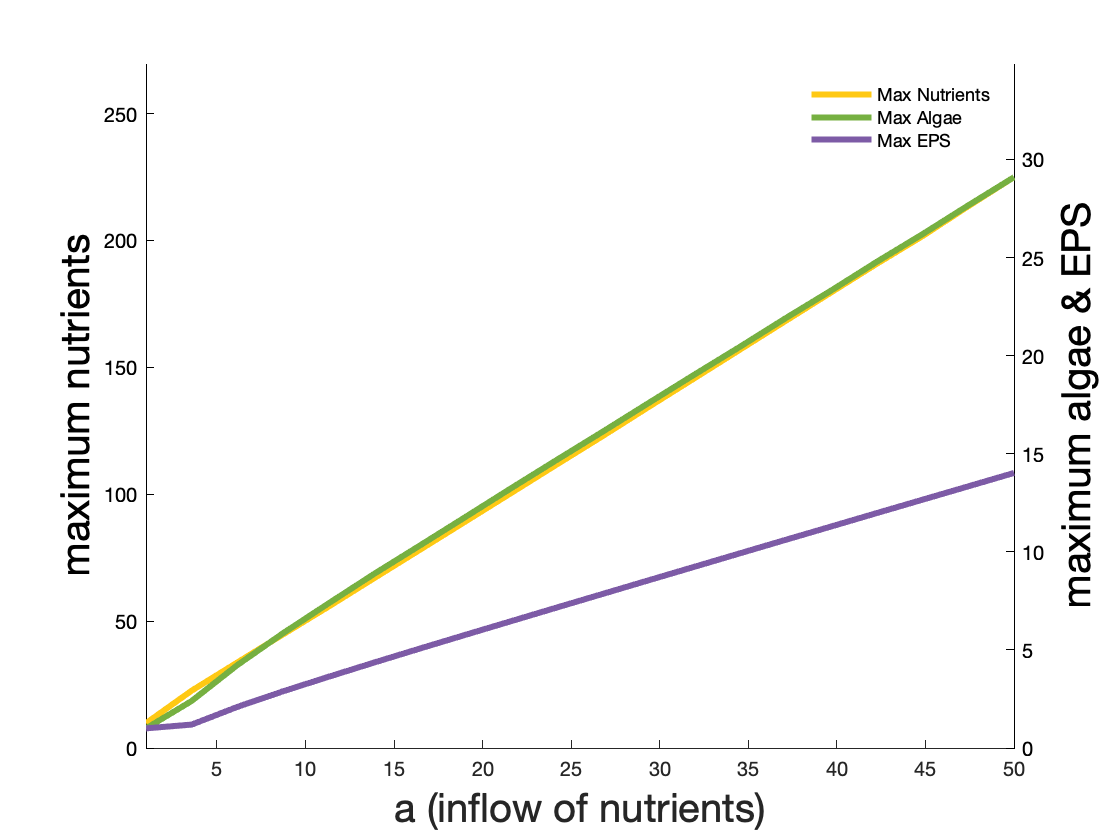 Max Nutrients
Max Algae
Max EPS
maximum nutrients
250
200
150
100
50
0
30
25
20
15
10
5
0
maximum algae & EPS
5 10 15 20 25 30 35 40 45 50
a (inflow of nutrients)